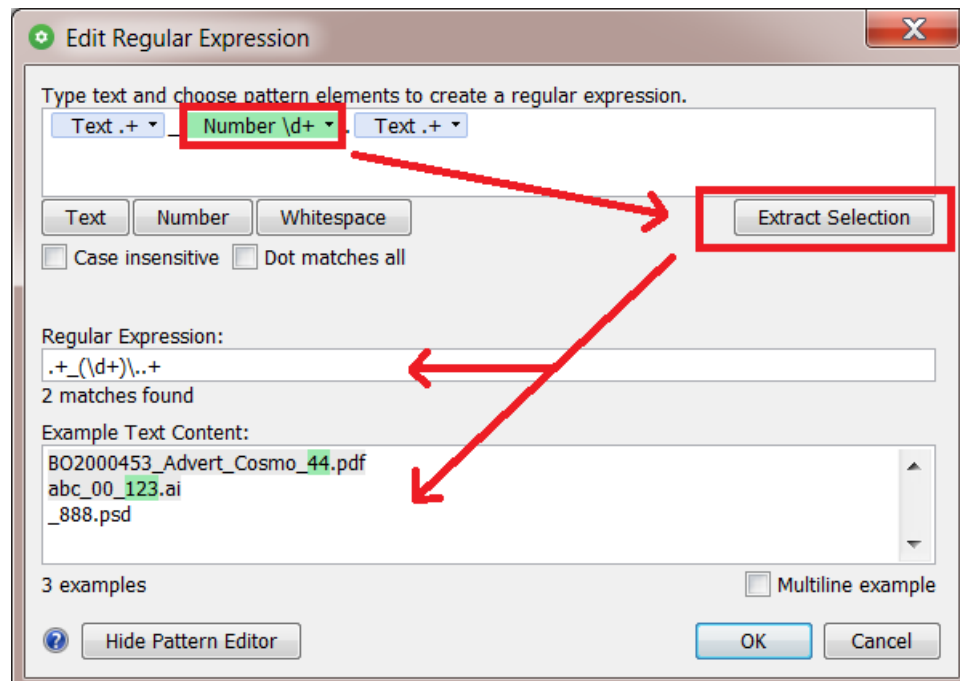 Edit Regular Expression
Type text and choose pattern elements to create a regular expression.
Text .+ _ Number \d+ . Text .+
Text Number Whitespace Extract Selection
Case insensitive Dot matches all
Regular Expression:
.+_(\d+)\..+
2 matches found
Example Text Content:
BO2000453_Advert_Cosmo_44.pdf
abc_00_123.ai
_888.psd
3 examples Multiline example
? Hide Pattern Editor OK Cancel